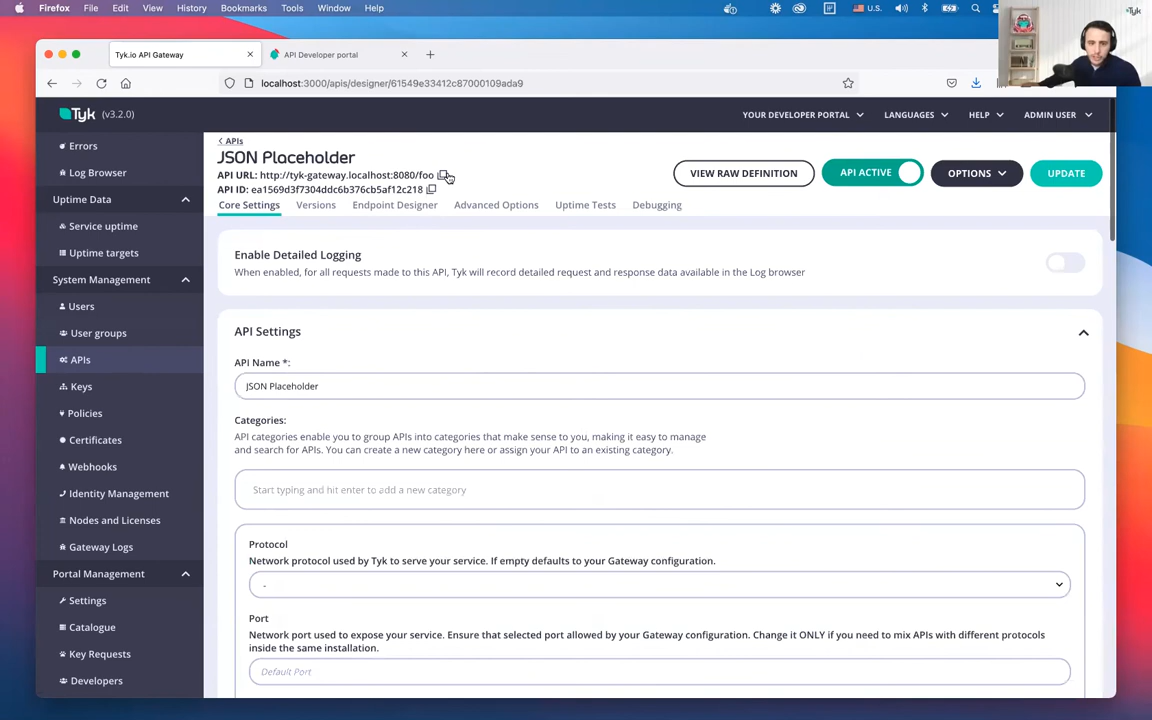 Firefox File Edit View History Bookmarks Tools Window Help U.S.
Tyk
Tyk.io API Gateway
API Developer portal
localhost:3000/apis/designer/61549e33412c87000109ada9
Tyk (v3.2.0)
YOUR DEVELOPER PORTAL LANGUAGES HELP ADMIN USER
Errors
Log Browser
Uptime Data
Service uptime
Uptime targets
System Management
Users
User groups
APIs
Keys
Policies
Certificates
Webhooks
Identity Management
Nodes and Licenses
Gateway Logs
Portal Management
Settings
Catalogue
Key Requests
Developers
APIs
JSON Placeholder
API URL: http://tyk-gateway.localhost:8080/foo
API ID: ea1569d3f7304ddc6b376cb5af12c218
VIEW RAW DEFINITION
API ACTIVE
OPTIONS
UPDATE
Core Settings Versions Endpoint Designer Advanced Options Uptime Tests Debugging
Enable Detailed Logging
When enabled, for all requests made to this API, Tyk will record detailed request and response data available in the Log browser
API Settings
API Name *:
JSON Placeholder
Categories:
API categories enable you to group APIs into categories that make sense to you, making it easy to manage
and search for APIs. You can create a new category here or assign your API to an existing category.
Start typing and hit enter to add a new category
Protocol
Network protocol used by Tyk to serve your service. If empty defaults to your Gateway configuration.
-
Port
Network port used to expose your service. Ensure that selected port allowed by your Gateway configuration. Change it ONLY if you need to mix APIs with different protocols
inside the same installation.
Default Port